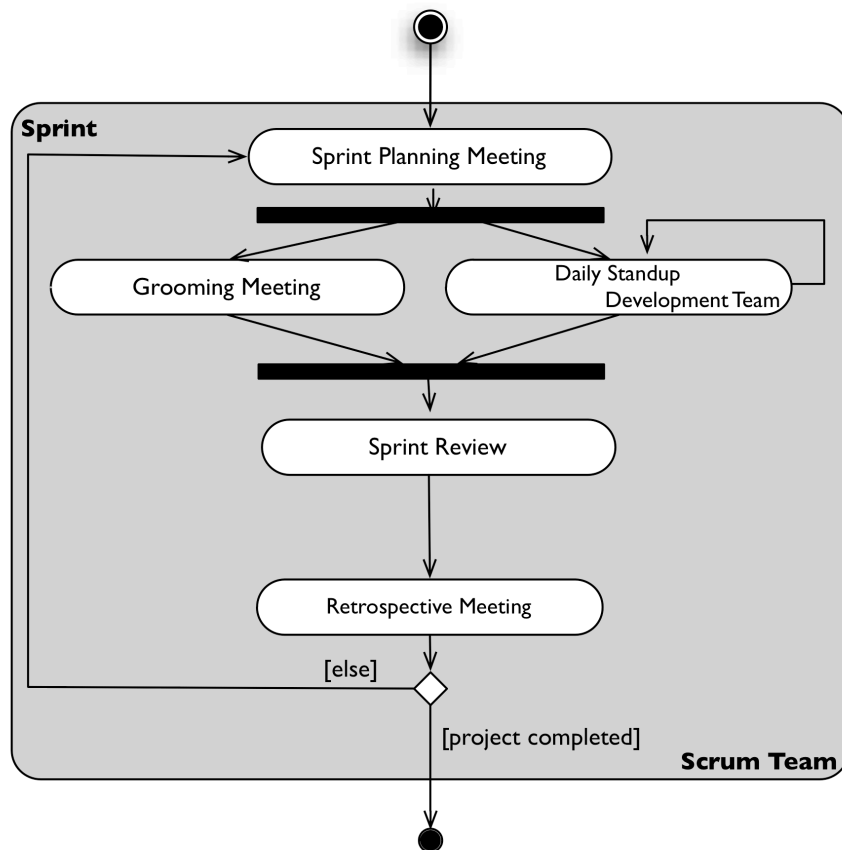 Sprint
Sprint Planning Meeting
Grooming Meeting
Daily Standup
Development Team
Sprint Review
Retrospective Meeting
[else]
[project completed]
Scrum Team